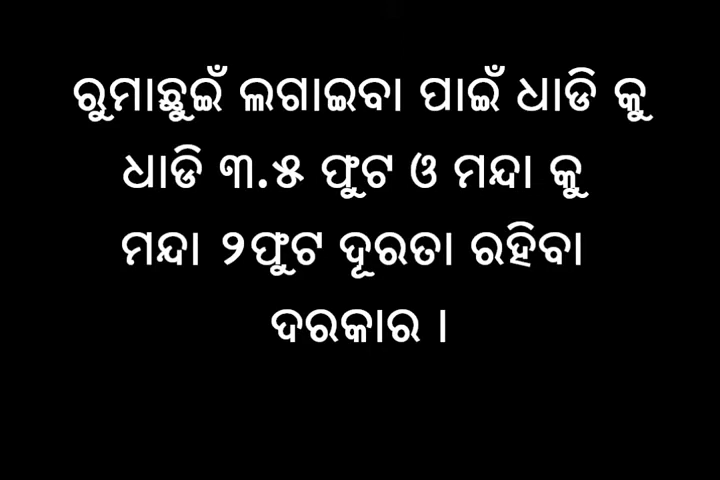 ରୁମାଛୁଇଁ ଲଗାଇବା ପାଇଁ ଧାଡି କୁ
ଧାଡି ୩.୫ ଫୁଟ ଓ ମନ୍ଦା କୁ
ମନ୍ଦା ୨ଫୁଟ ଦୂରତା ରହିବା
ଦରକାର ।